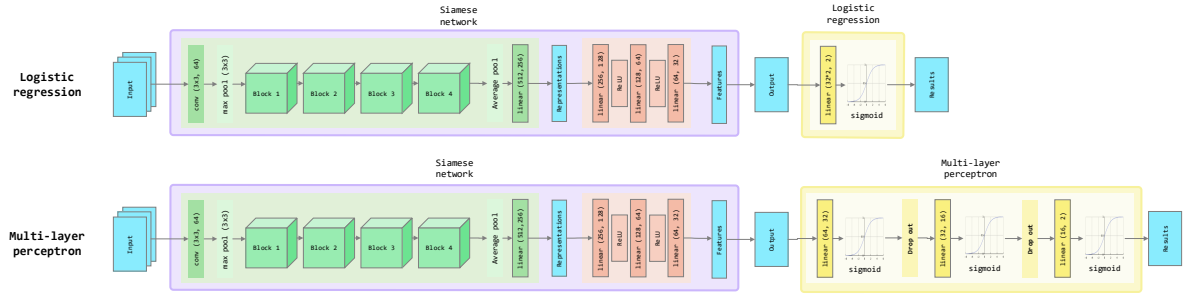 Siamese
network
Logistic
regression
Logistic
regression
Input
conv (3x3, 64)
max pool (3x3)
Block 1
Block 2
Block 3
Block 4
Average pool
linear (512,256)
Representations
linear (256, 128)
ReLU
linear (128, 64)
ReLU
linear (64, 32)
Features
Output
linear (32*2, 2)
sigmoid
Results
Siamese
network
Multi-layer
perceptron
Multi-layer
perceptron
Input
conv (3x3, 64)
max pool (3x3)
Block 1
Block 2
Block 3
Block 4
Average pool
linear (512,256)
Representations
linear (256, 128)
ReLU
linear (128, 64)
ReLU
linear (64, 32)
Features
Output
linear (64, 32)
sigmoid
Drop out
linear (32, 16)
sigmoid
Drop out
linear (16, 2)
sigmoid
Results